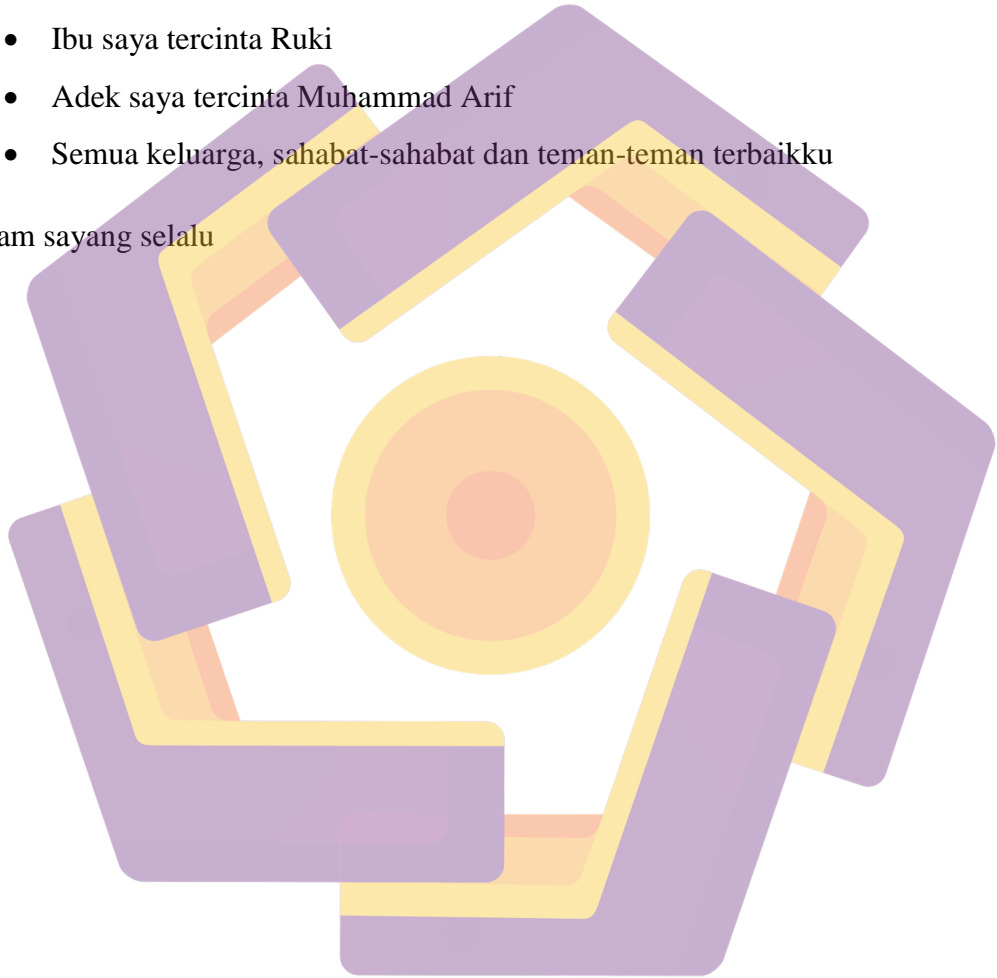 • Ibu saya tercinta Ruki
• Adek saya tercinta Muhammad Arif
• Semua keluarga, sahabat-sahabat dan teman-teman terbaikku
am sayang selalu